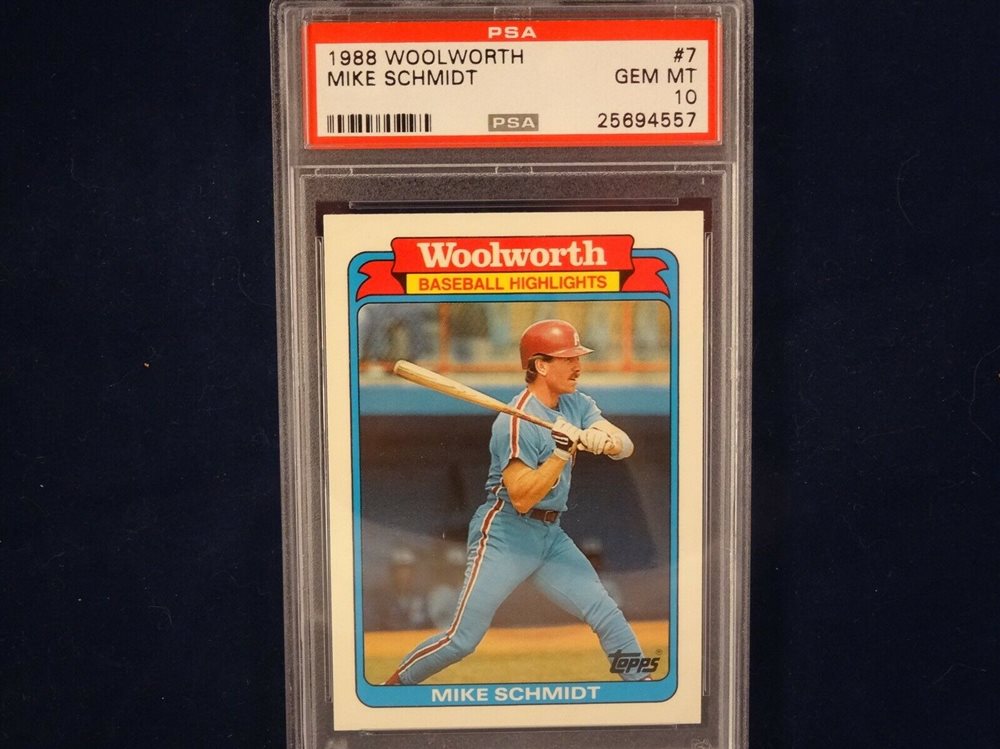 PSA
1988 WOOLWORTH #7
MIKE SCHMIDT GEM MT
10
PSA 25694557
Woolworth
BASEBALL HIGHLIGHTS
topps®
MIKE SCHMIDT